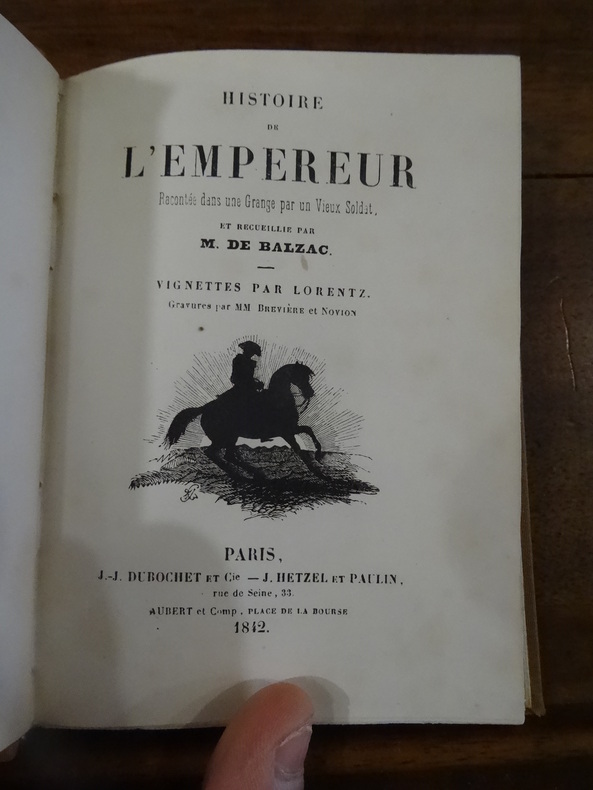 HISTOIRE
DE
L'EMPEREUR
Racontée dans une Grange par un Vieux Soldat,
ET RECUEILLIE PAR
M. DE BALZAC.
VIGNETTES PAR LORENTZ.
Gravures par MM BREVIÈRE et NOVION
PARIS,
J.-J. DUBOCHET ET Cie — J. HETZEL ET PAULIN,
rue de Seine, 33.
AUBERT et Comp, PLACE DE LA BOURSE
1842.